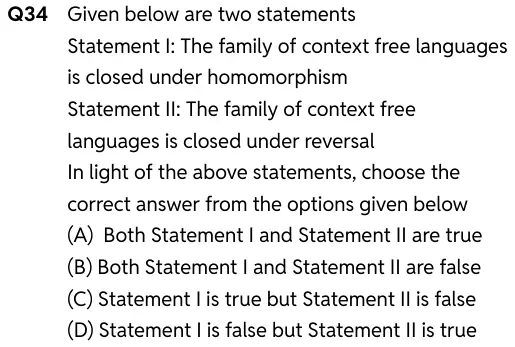 Q34 Given below are two statements
Statement I: The family of context free languages
is closed under homomorphism
Statement II: The family of context free
languages is closed under reversal
In light of the above statements, choose the
correct answer from the options given below
(A) Both Statement I and Statement II are true
(B) Both Statement I and Statement II are false
(C) Statement I is true but Statement II is false
(D) Statement I is false but Statement II is true